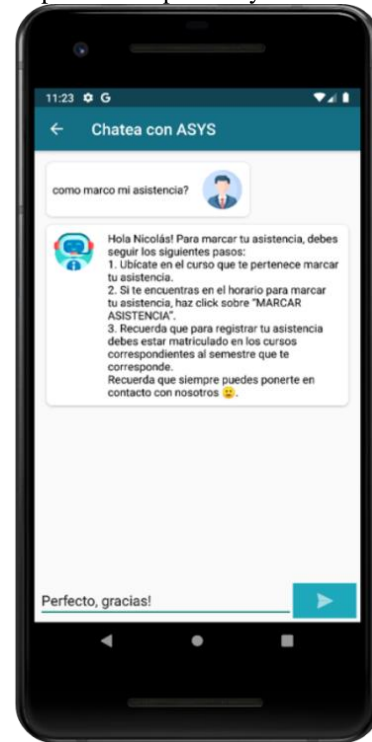 11:23 G
Chatea con ASYS
como marco mi asistencia?
Hola Nicolás! Para marcar tu asistencia, debes
seguir los siguientes pasos:
1. Ubícate en el curso que te pertenece marcar
tu asistencia.
2. Si te encuentras en el horario para marcar
tu asistencia, haz click sobre "MARCAR
ASISTENCIA".
3. Recuerda que para registrar tu asistencia
debes estar matriculado en los cursos
correspondientes al semestre que te
corresponde.
Recuerda que siempre puedes ponerte en
contacto con nosotros 🙂.
Perfecto, gracias!